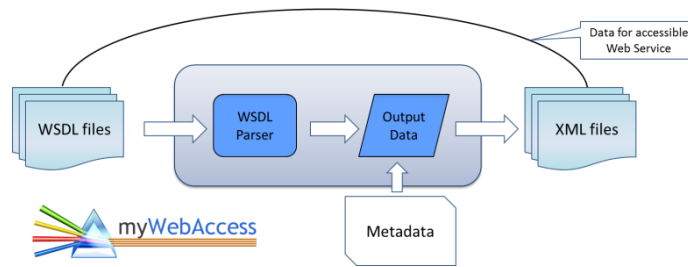 Data for accessible
Web Service
WSDL files
WSDL
Parser
Output
Data
XML files
Metadata
myWebAccess